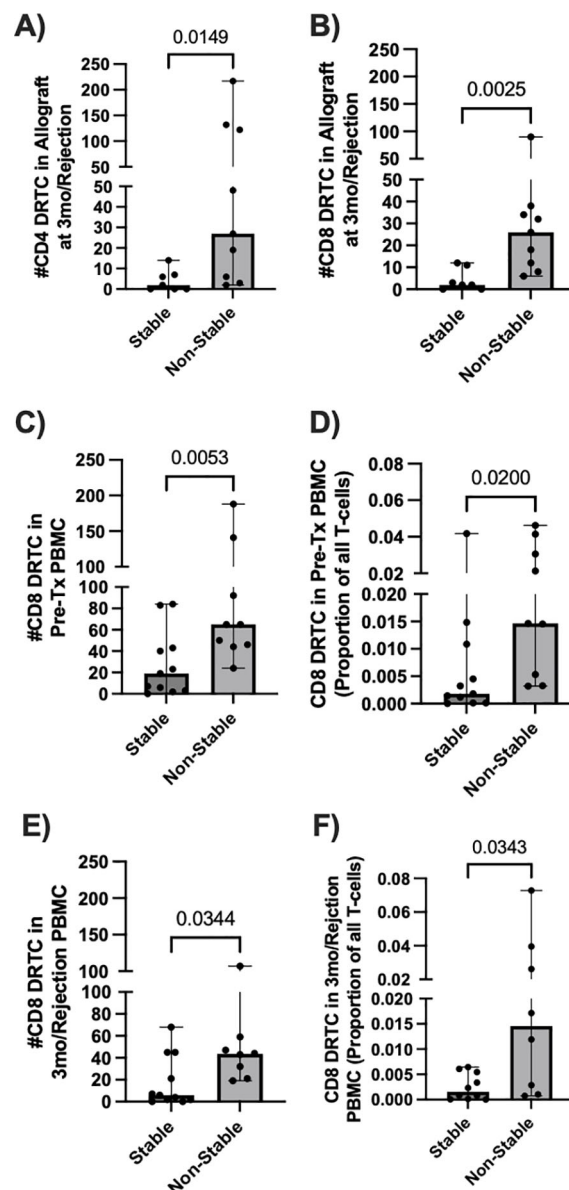 A)
0.0149
#CD4 DRTC in Allograft
at 3mo/Rejection
250
200
150
100
50
50
40
30
20
10
0
Stable
Non-Stable
B)
0.0025
#CD8 DRTC in Allograft
at 3mo/Rejection
250
200
150
100
50
50
40
30
20
10
0
Stable
Non-Stable
C)
0.0053
#CD8 DRTC in
Pre-Tx PBMC
250
200
150
100
100
80
60
40
20
0
Stable
Non-Stable
D)
0.0200
CD8 DRTC in Pre-Tx PBMC
(Proportion of all T-cells)
0.08
0.06
0.04
0.02
0.020
0.015
0.010
0.005
0.000
Stable
Non-Stable
E)
0.0344
#CD8 DRTC in
3mo/Rejection PBMC
250
200
150
100
100
80
60
40
20
0
Stable
Non-Stable
F)
0.0343
CD8 DRTC in 3mo/Rejction
PBMC (Proportion of all T-cells)
0.08
0.06
0.04
0.02
0.020
0.015
0.010
0.005
0.000
Stable
Non-Stable